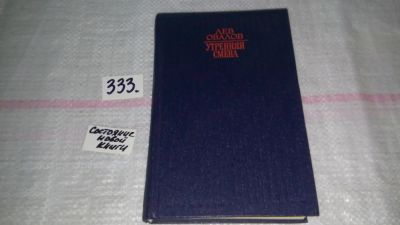 ЛЕВ
ОВАЛОВ
УТРЕННЯЯ
СМЕНА
333.
СОСТОЯНИЕ
НОВОЙ
КНИГИ